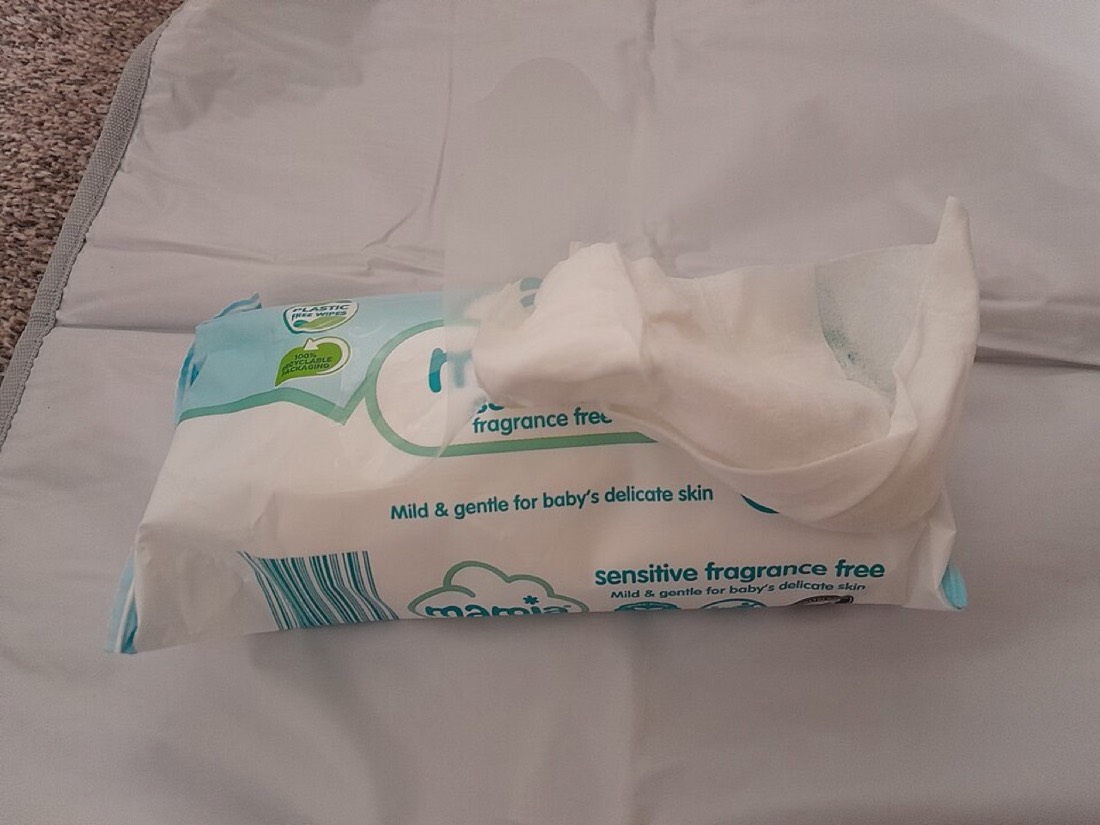 PLASTIC
FREE WIPES
100%
RECYCLABLE
PACKAGING
fragrance free
Mild & gentle for baby's delicate skin
mamia
sensitive fragrance free
Mild & gentle for baby's delicate skin